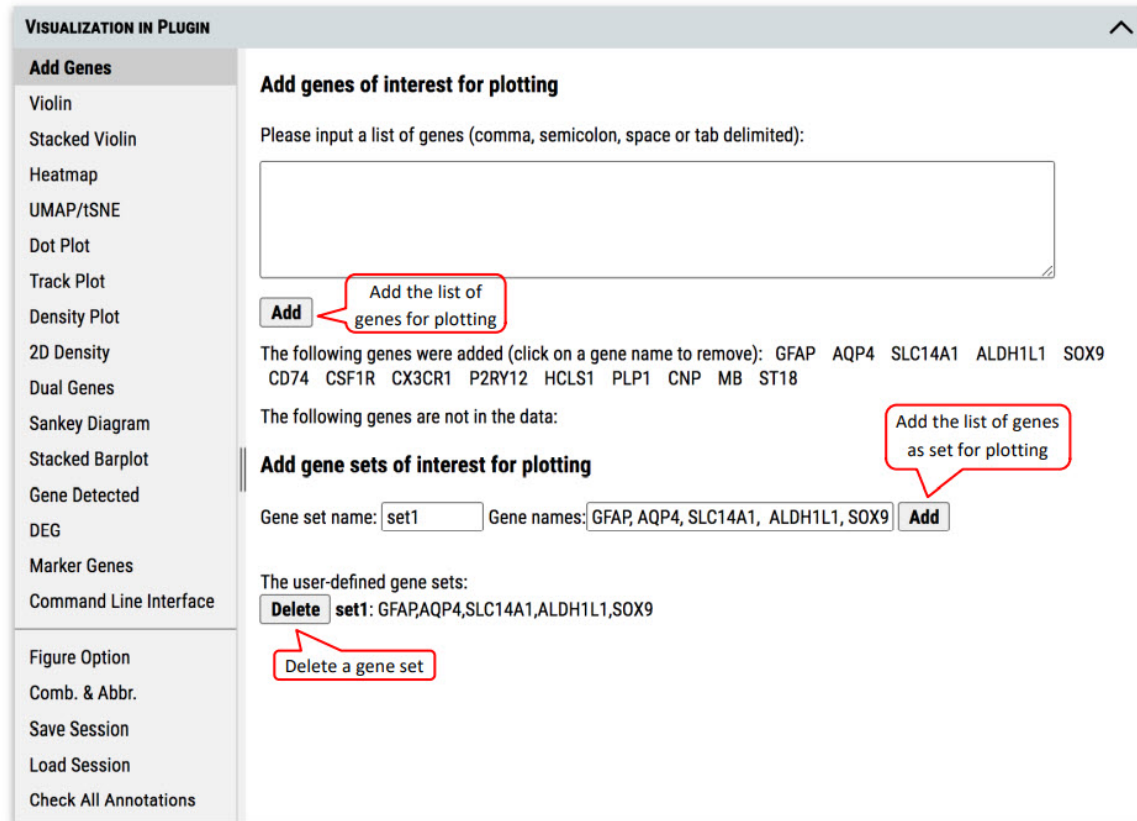 VISUALIZATION IN PLUGIN
Add Genes
Violin
Stacked Violin
Heatmap
UMAP/tSNE
Dot Plot
Track Plot
Density Plot
2D Density
Dual Genes
Sankey Diagram
Stacked Barplot
Gene Detected
DEG
Marker Genes
Command Line Interface
Figure Option
Comb. & Abbr.
Save Session
Load Session
Check All Annotations
Add genes of interest for plotting
Please input a list of genes (comma, semicolon, space or tab delimited):
Add
Add the list of
genes for plotting
The following genes were added (click on a gene name to remove): GFAP AQP4 SLC14A1 ALDH1L1 SOX9
CD74 CSF1R CX3CR1 P2RY12 HCLS1 PLP1 CNP MB ST18
The following genes are not in the data:
Add the list of genes
as set for plotting
Add gene sets of interest for plotting
Gene set name: set1 Gene names: GFAP, AQP4, SLC14A1, ALDH1L1, SOX9 Add
The user-defined gene sets:
Delete set1: GFAP,AQP4,SLC14A1,ALDH1L1,SOX9
Delete a gene set